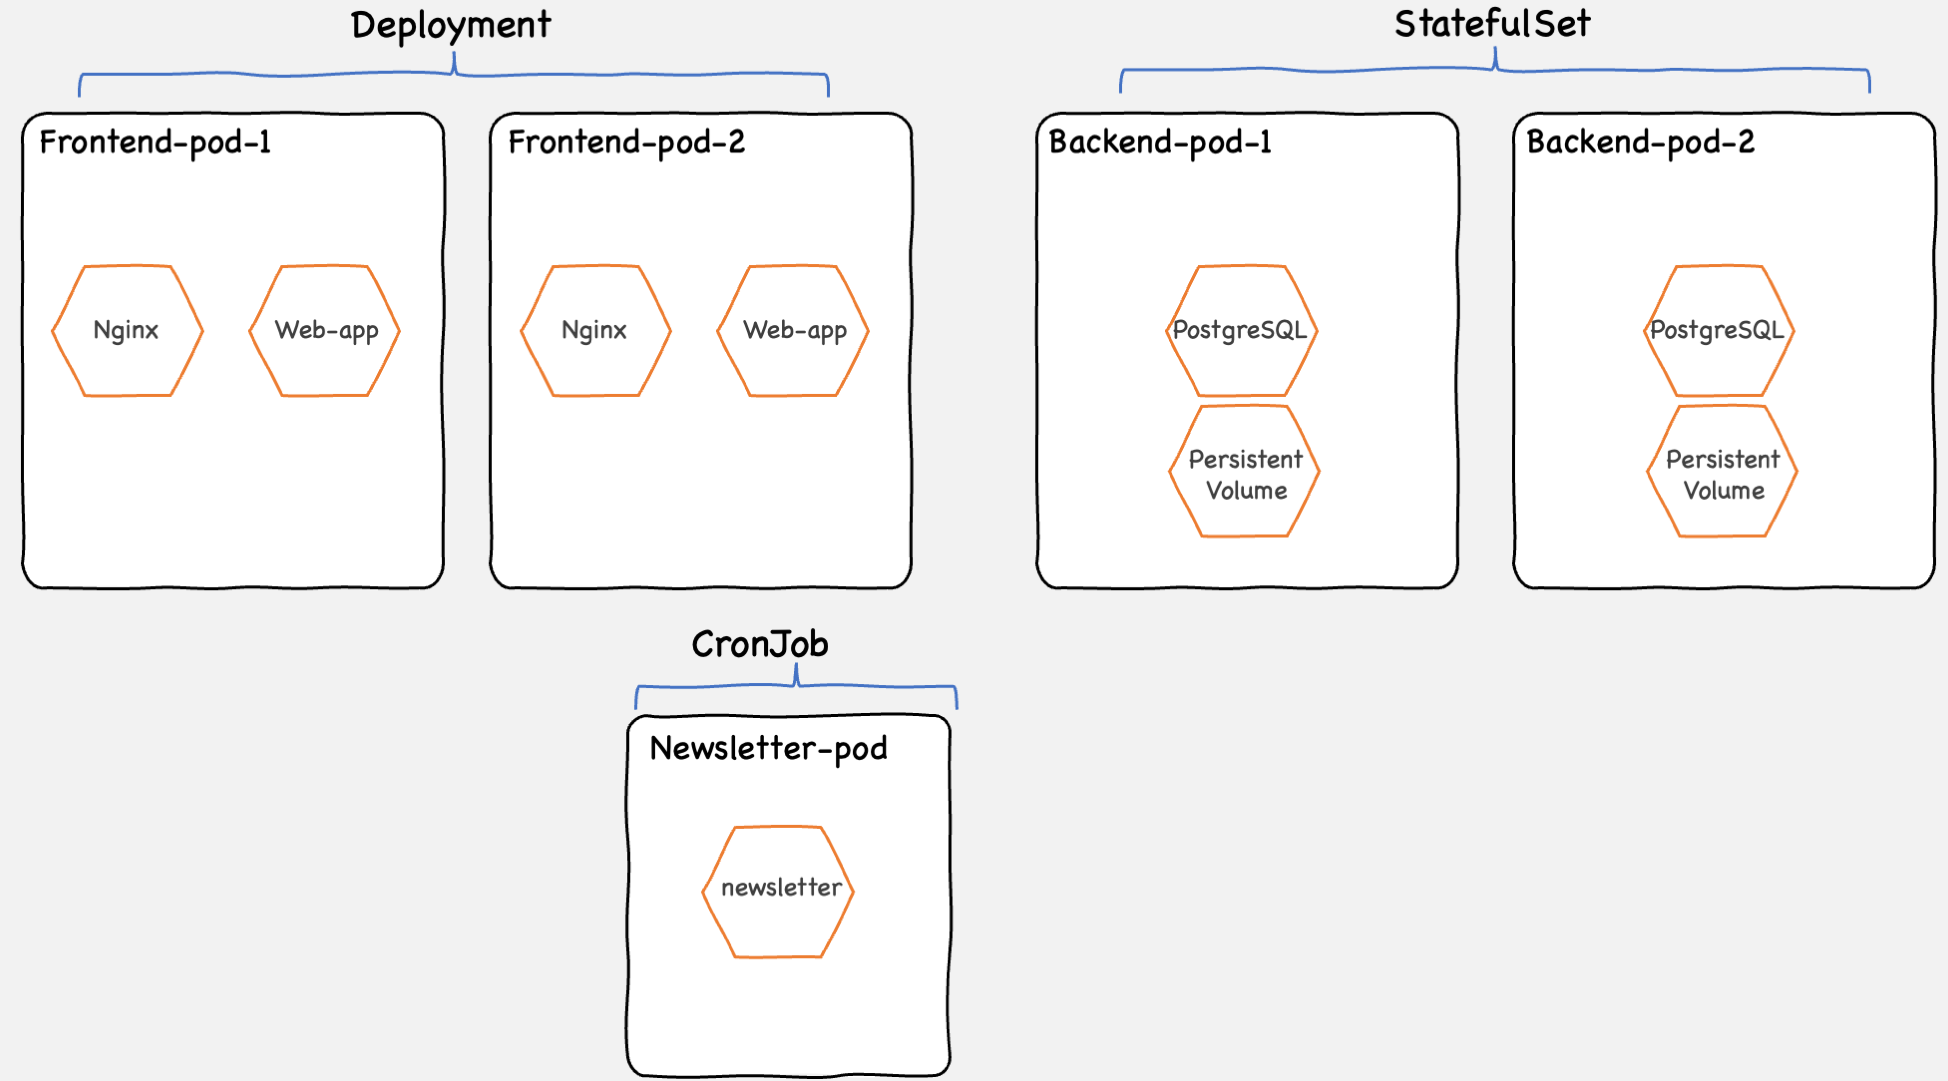 Deployment
StatefulSet
Frontend-pod-1
Frontend-pod-2
Backend-pod-1
Backend-pod-2
Nginx
Web-app
Nginx
Web-app
PostgreSQL
PostgreSQL
Persistent
Volume
Persistent
Volume
CronJob
Newsletter-pod
newsletter